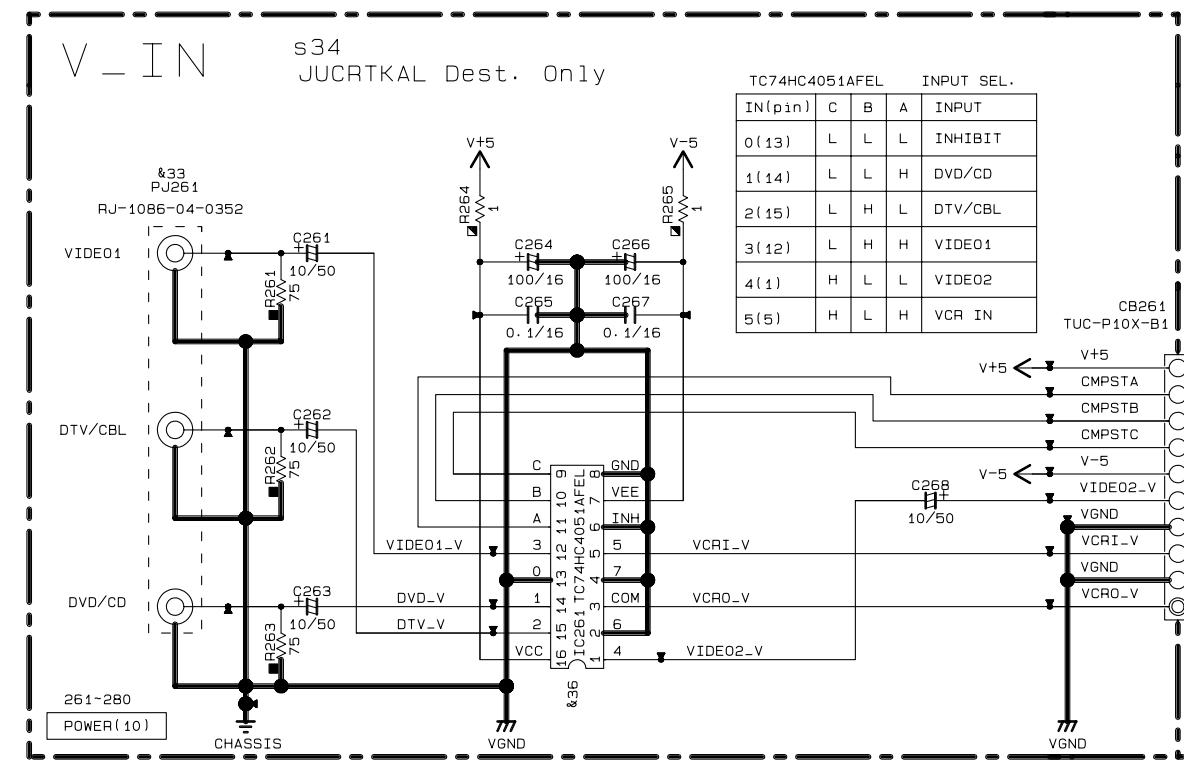 V_IN
s34
JUCRTKAL Dest. Only
TC74HC4051AFEL INPUT SEL.
IN(pin) C B A INPUT
0(13) L L L INHIBIT
1(14) L L H DVD/CD
2(15) L H L DTV/CBL
3(12) L H H VIDEO1
4(1) H L L VIDEO2
5(5) H L H VCR IN
&33
PJ261
RJ-1086-04-0352
VIDEO1
C261
10/50
R261
75
DTV/CBL
C262
10/50
R262
75
DVD/CD
C263
10/50
R263
75
V+5
R264
1
V-5
R265
1
C264
100/16
C266
100/16
C265
0.1/16
C267
0.1/16
CB261
TUC-P10X-B1
V+5
V+5
CMPSTA
CMPSTB
CMPSTC
V-5
V-5
VIDEO2_V
VGND
VCRI_V
VGND
VCRO_V
C268
10/50
C 9
B 10
A 11
VIDEO1_V 3 12
0 13
DVD_V 1 14
DTV_V 2 15
VCC 16
IC261 TC74HC4051AFEL
8 GND
7 VEE
6 INH
5 5 VCRI_V
4 7
3 COM VCRO_V
2 6
1 4 VIDEO2_V
&36
261~280
POWER(10)
CHASSIS
VGND
VGND